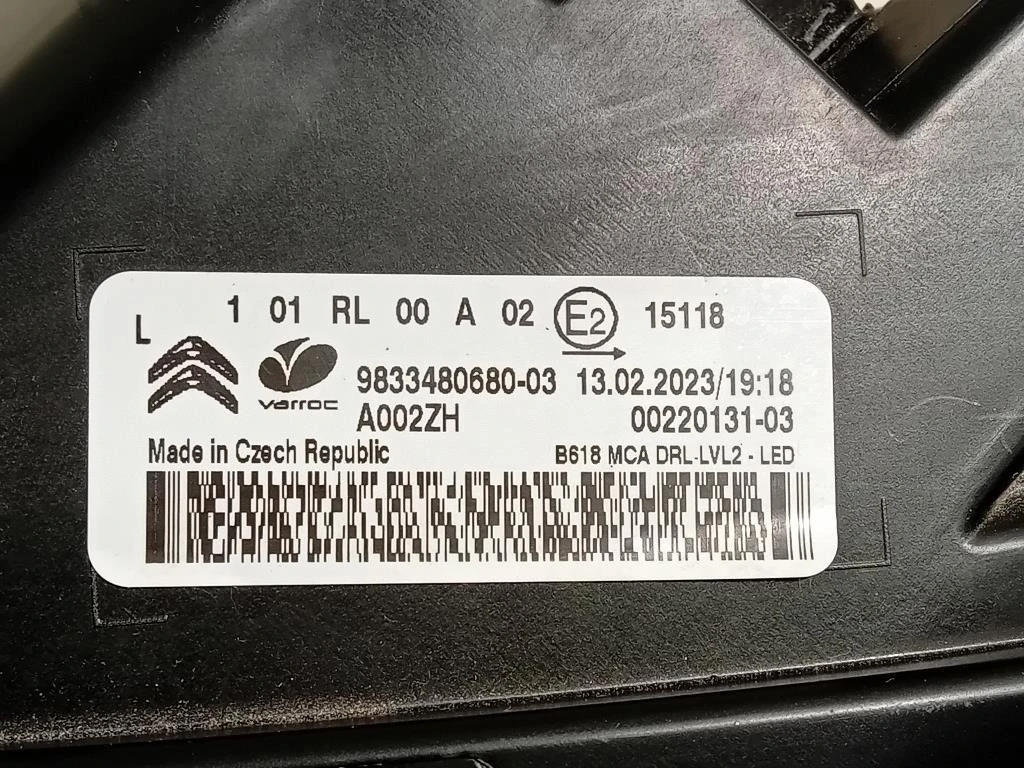 1 01 RL 00 A 02 E2 15118
L
varroc
9833480680-03 13.02.2023/19:18
A002ZH 00220131-03
Made in Czech Republic B618 MCA DRL-LVL2 - LED